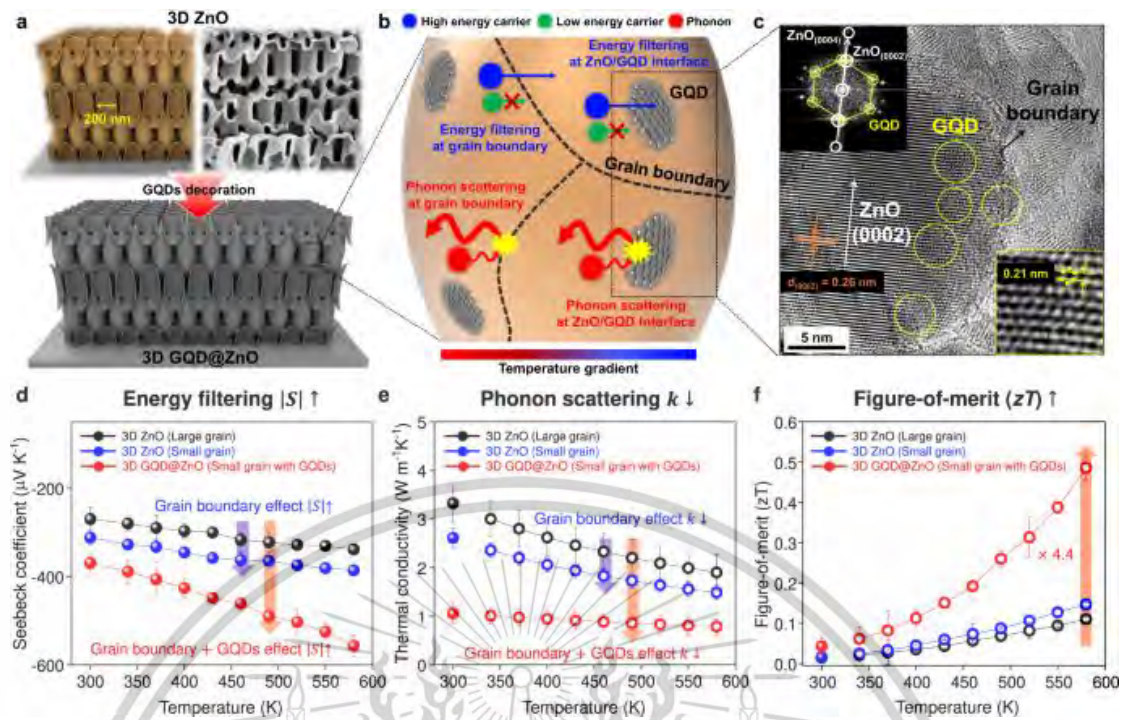 a
3D ZnO
200 nm
GQDs decoration
3D GQD@ZnO
b
High energy carrier
Low energy carrier
Phonon
Energy filtering
at ZnO/GQD interface
GQD
Energy filtering
at grain boundary
Grain boundary
Phonon scattering
at grain boundary
Phonon scattering
at ZnO/GQD Interface
Temperature gradient
c
ZnO(0004)
ZnO(0002)
GQD
Grain
boundary
GQD
ZnO
(0002)
d(0002) = 0.26 nm
0.21 nm
5 nm
d Energy filtering |S| ↑
3D ZnO (Large grain)
3D ZnO (Small grain)
3D GQD@ZnO (Small grain with GQDs)
Grain boundary effect |S|↑
Grain boundary + GQDs effect |S|↑
Seebeck coefficient (µV K⁻¹)
-200
-400
-600
300 350 400 450 500 550 600
Temperature (K)
e Phonon scattering k ↓
3D ZnO (Large grain)
3D ZnO (Small grain)
3D GQD@ZnO (Small grain with GQDs)
Grain boundary effect k ↓
Grain boundary + GQDs effect k ↓
Thermal conductivity (W m⁻¹K⁻¹)
5
4
3
2
1
0
300 350 400 450 500 550 600
Temperature (K)
f Figure-of-merit (zT) ↑
3D ZnO (Large grain)
3D ZnO (Small grain)
3D GQD@ZnO (Small grain with GQDs)
× 4.4
Figure-of-merit (zT)
0.6
0.5
0.4
0.3
0.2
0.1
0.0
300 350 400 450 500 550 600
Temperature (K)